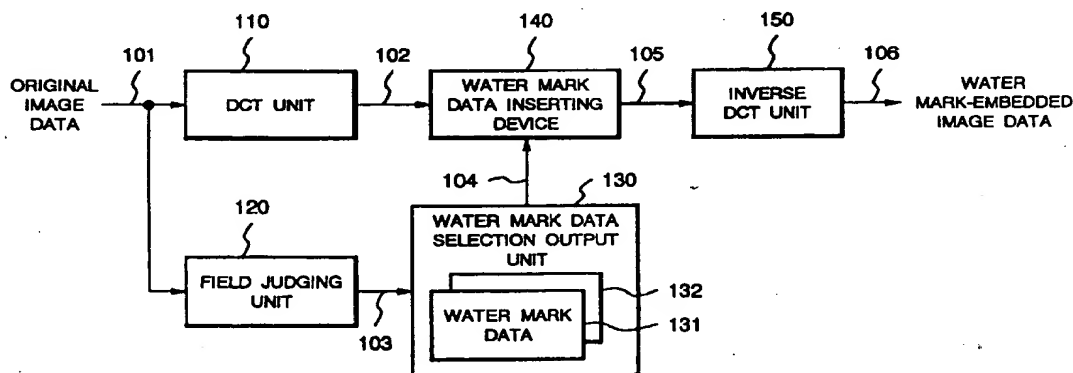 110
140
150
101
102
105
106
ORIGINAL
IMAGE
DATA
DCT UNIT
WATER MARK
DATA INSERTING
DEVICE
INVERSE
DCT UNIT
WATER
MARK-EMBEDDED
IMAGE DATA
104
130
120
FIELD JUDGING
UNIT
103
WATER MARK DATA
SELECTION OUTPUT
UNIT
132
WATER MARK
DATA
131